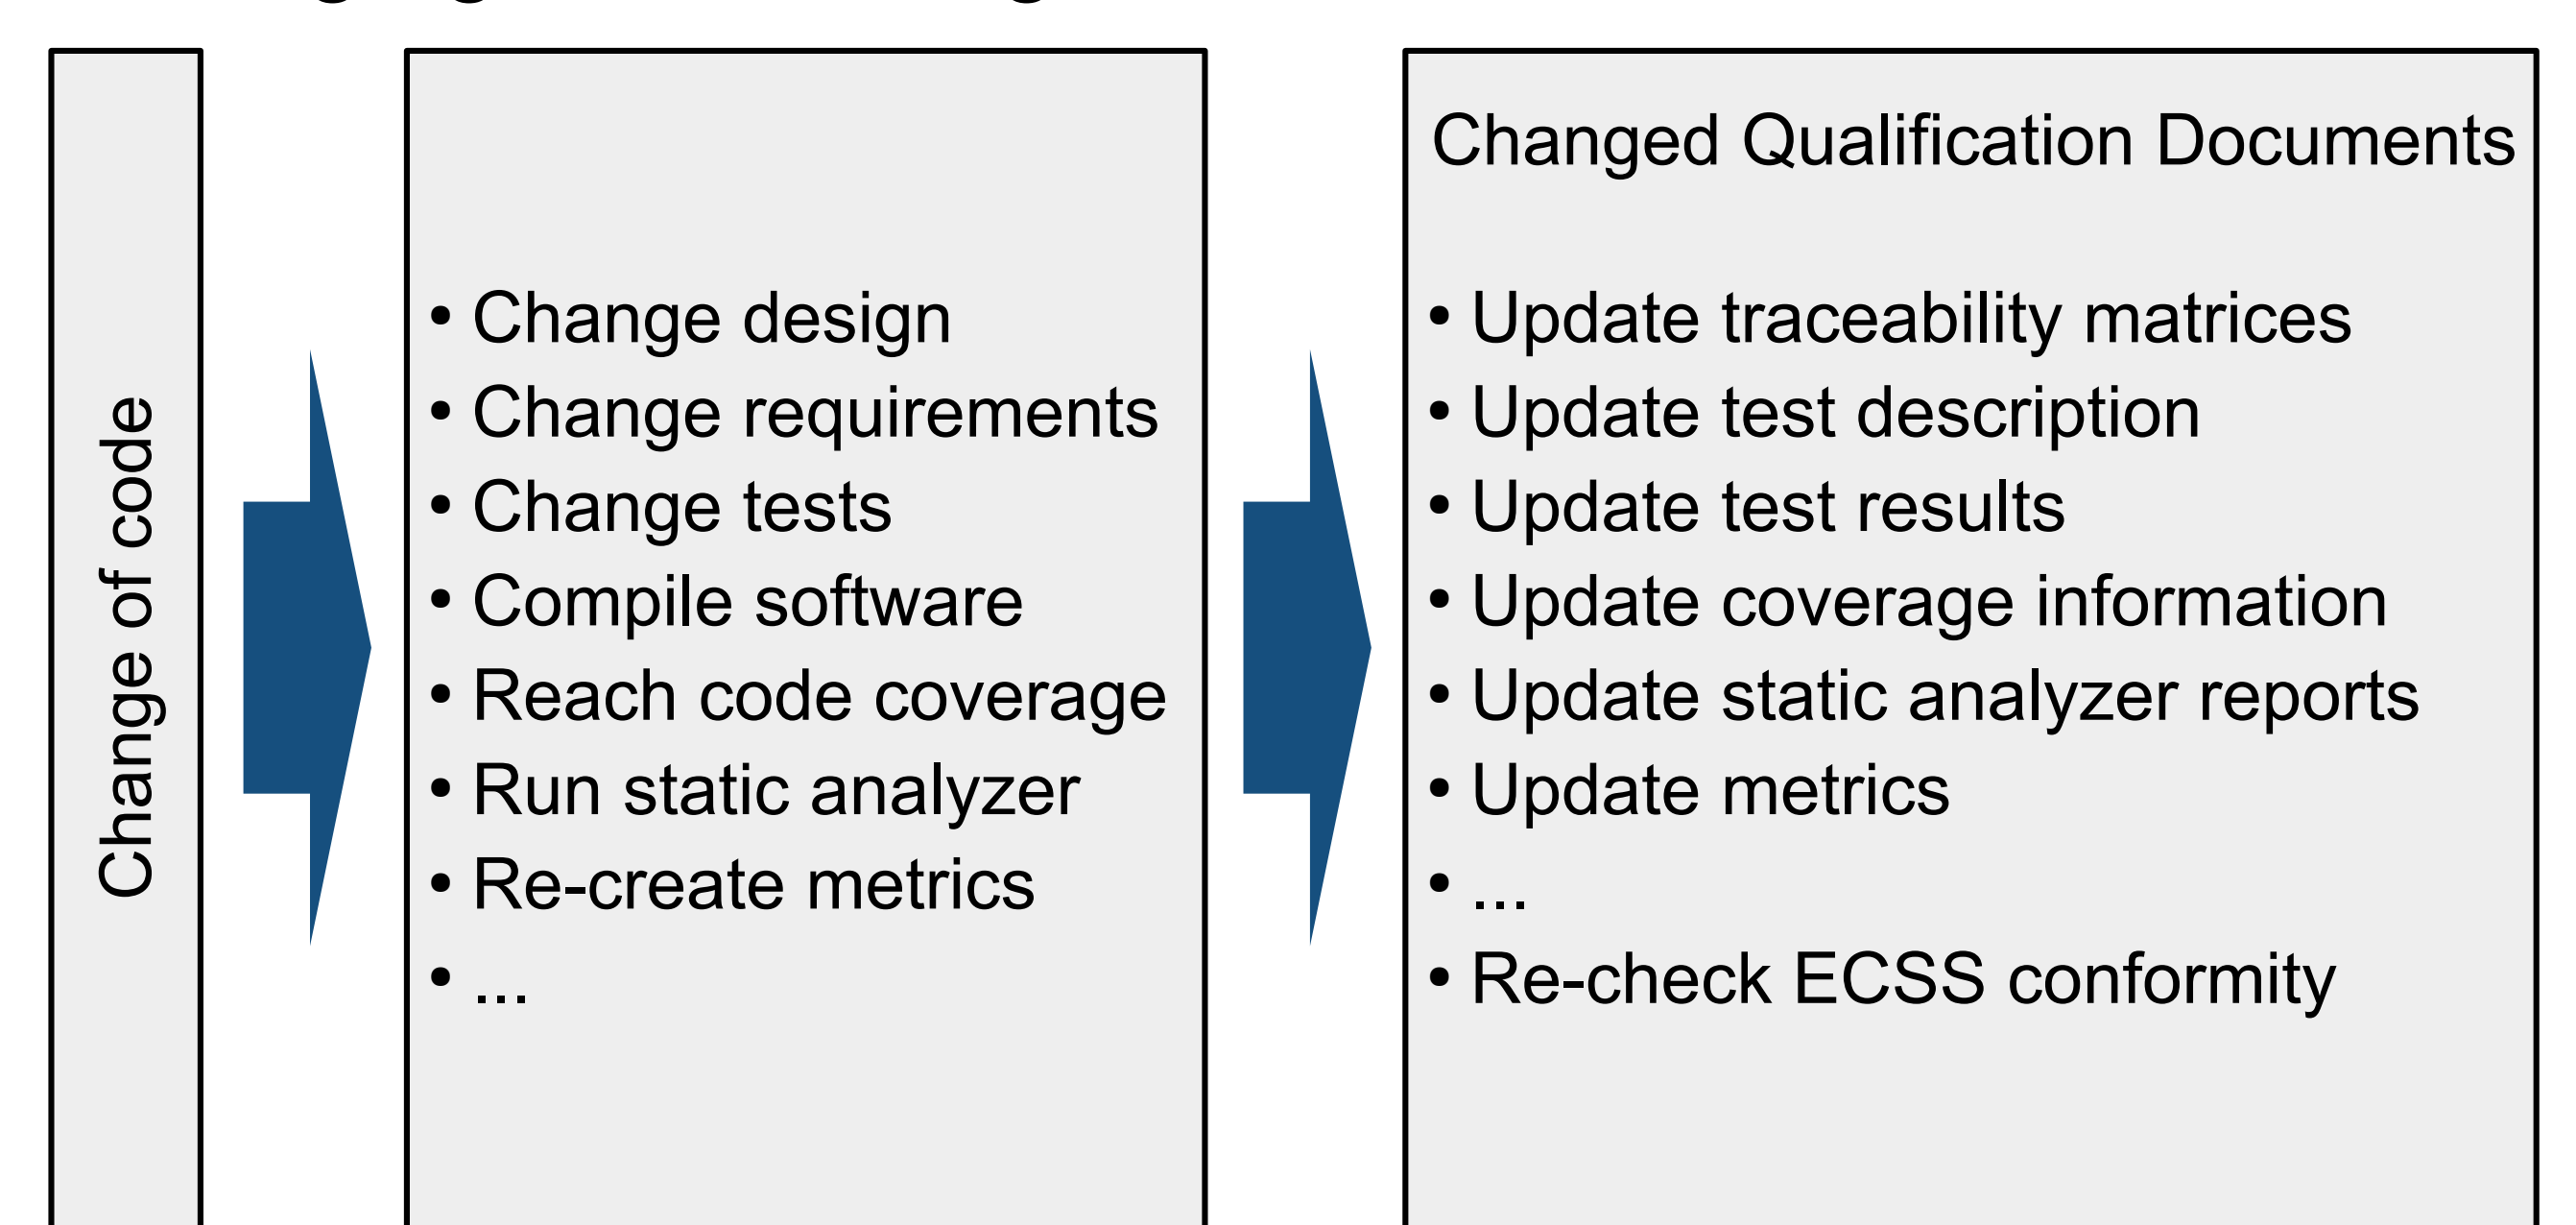 Change of code
• Change design
• Change requirements
• Change tests
• Compile software
• Reach code coverage
• Run static analyzer
• Re-create metrics
• ...
Changed Qualification Documents
• Update traceability matrices
• Update test description
• Update test results
• Update coverage information
• Update static analyzer reports
• Update metrics
• ...
• Re-check ECSS conformity